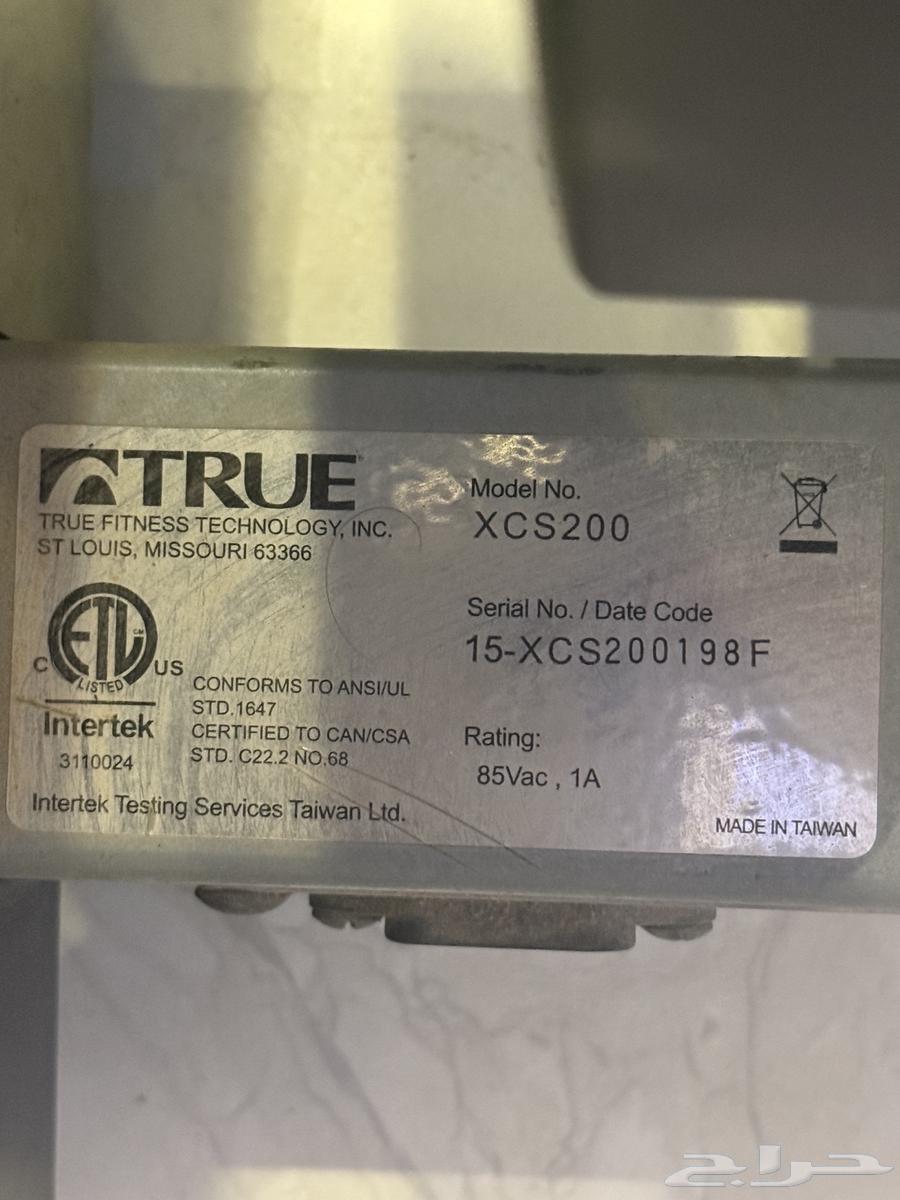 TRUE
TRUE FITNESS TECHNOLOGY, INC.
ST LOUIS, MISSOURI 63366
Model No.
XCS200
Serial No. / Date Code
15-XCS200198F
Rating:
85Vac , 1A
C ETL CM US
LISTED
Intertek
3110024
CONFORMS TO ANSI/UL
STD.1647
CERTIFIED TO CAN/CSA
STD. C22.2 NO.68
Intertek Testing Services Taiwan Ltd.
MADE IN TAIWAN
حراج